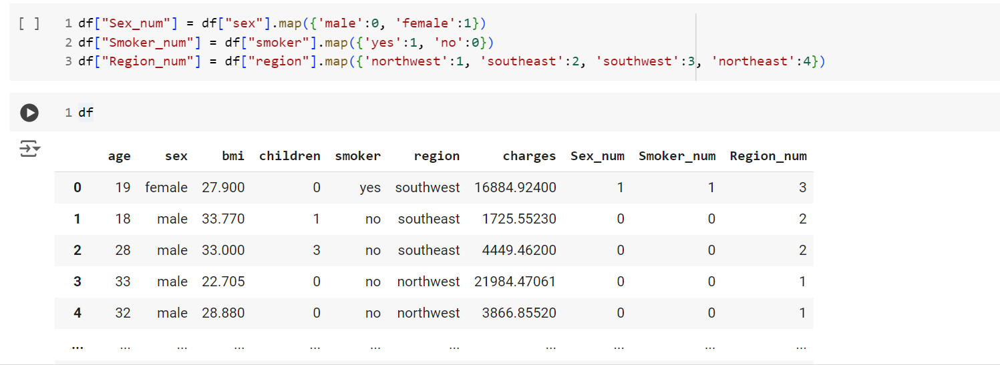 [ ] 1 df["Sex_num"] = df["sex"].map({'male':0, 'female':1})
2 df["Smoker_num"] = df["smoker"].map({'yes':1, 'no':0})
3 df["Region_num"] = df["region"].map({'northwest':1, 'southeast':2, 'southwest':3, 'northeast':4})
1 df
age sex bmi children smoker region charges Sex_num Smoker_num Region_num
0 19 female 27.900 0 yes southwest 16884.92400 1 1 3
1 18 male 33.770 1 no southeast 1725.55230 0 0 2
2 28 male 33.000 3 no southeast 4449.46200 0 0 2
3 33 male 22.705 0 no northwest 21984.47061 0 0 1
4 32 male 28.880 0 no northwest 3866.85520 0 0 1
... ... ... ... ... ... ... ... ... ... ...